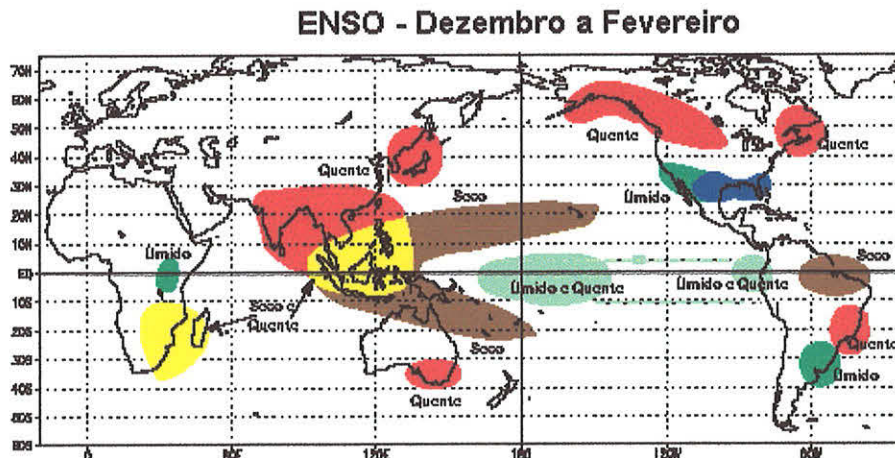 ENSO - Dezembro a Fevereiro
70N
60N
50N
40N
30N
20N
10N
EQ
10S
20S
30S
40S
50S
60S
Quente
Quente
Quente
Seco
Úmido
Úmido
Quente
Seco
Úmido e Quente
Úmido e Quente
Seco e
Quente
Seco
Quente
Úmido
Quente
0
60E
120E
180
120W
60W